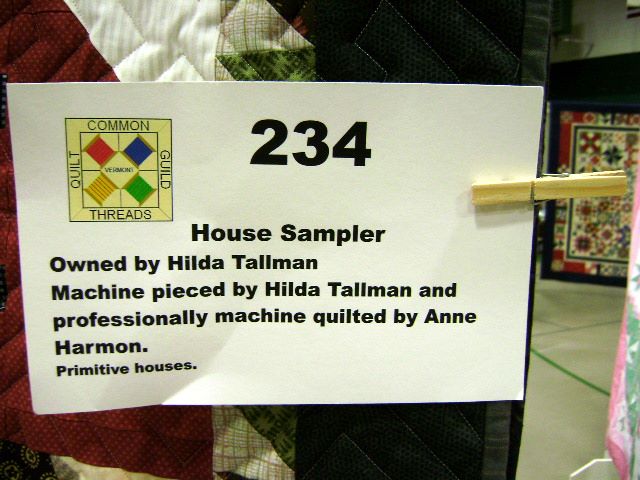 COMMON
QUILT
GUILD
VERMONT
THREADS
234
House Sampler
Owned by Hilda Tallman
Machine pieced by Hilda Tallman and
professionally machine quilted by Anne
Harmon.
Primitive houses.